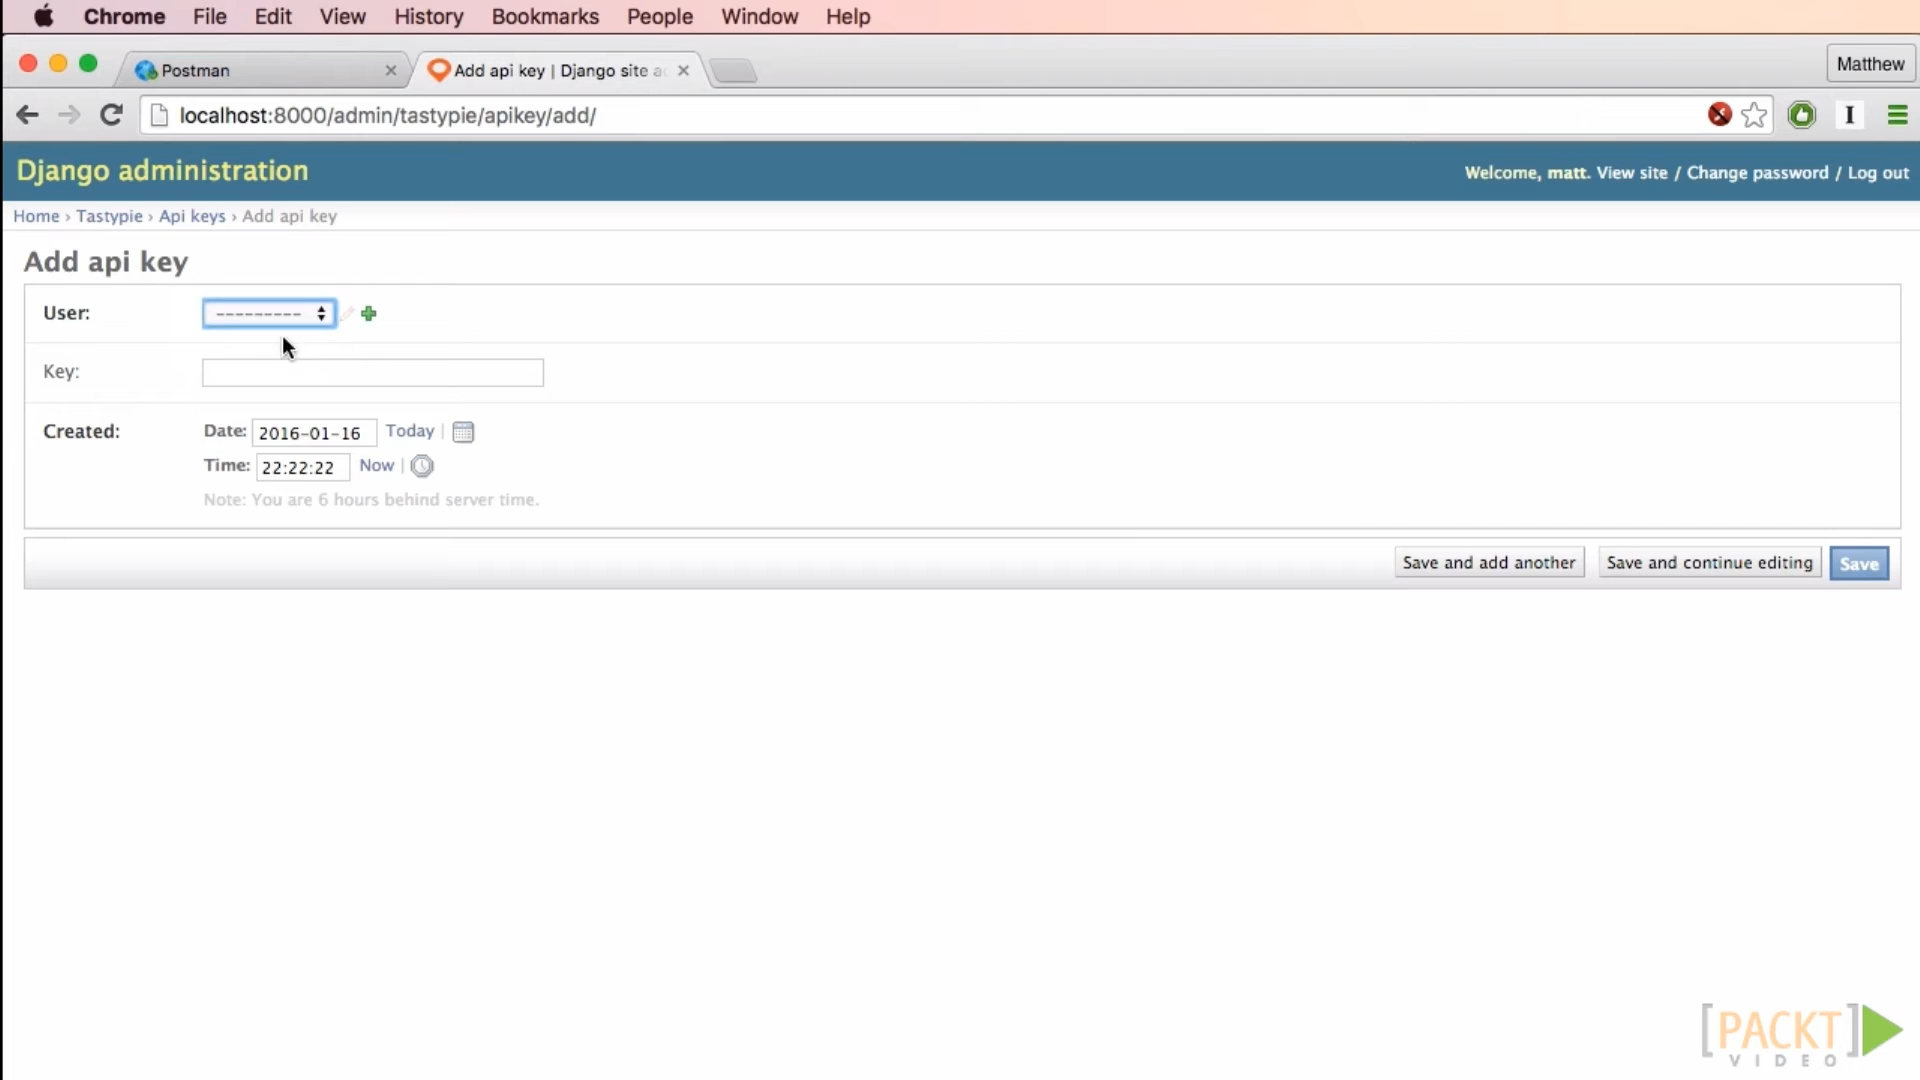 Chrome File Edit View History Bookmarks People Window Help
Postman Add api key | Django site a Matthew
localhost:8000/admin/tastypie/apikey/add/
Django administration Welcome, matt. View site / Change password / Log out
Home › Tastypie › Api keys › Add api key
Add api key
User: ---------
Key:
Created: Date: 2016-01-16 Today |
Time: 22:22:22 Now |
Note: You are 6 hours behind server time.
Save and add another Save and continue editing Save
[PACKT]
VIDEO